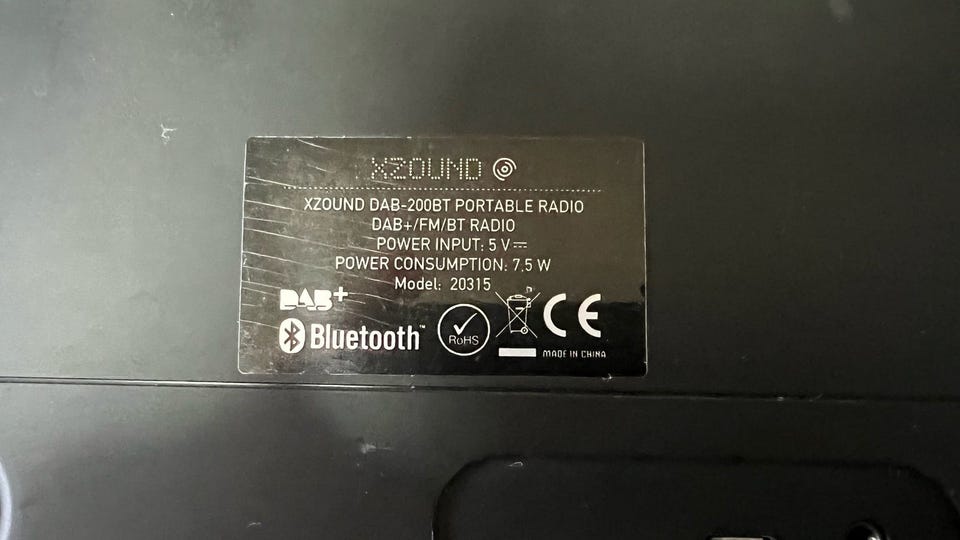 XZOUND
XZOUND DAB-200BT PORTABLE RADIO
DAB+/FM/BT RADIO
POWER INPUT: 5 V⎓
POWER CONSUMPTION: 7,5 W
Model: 20315
DAB+
Bluetooth™
RoHS
CE
MADE IN CHINA